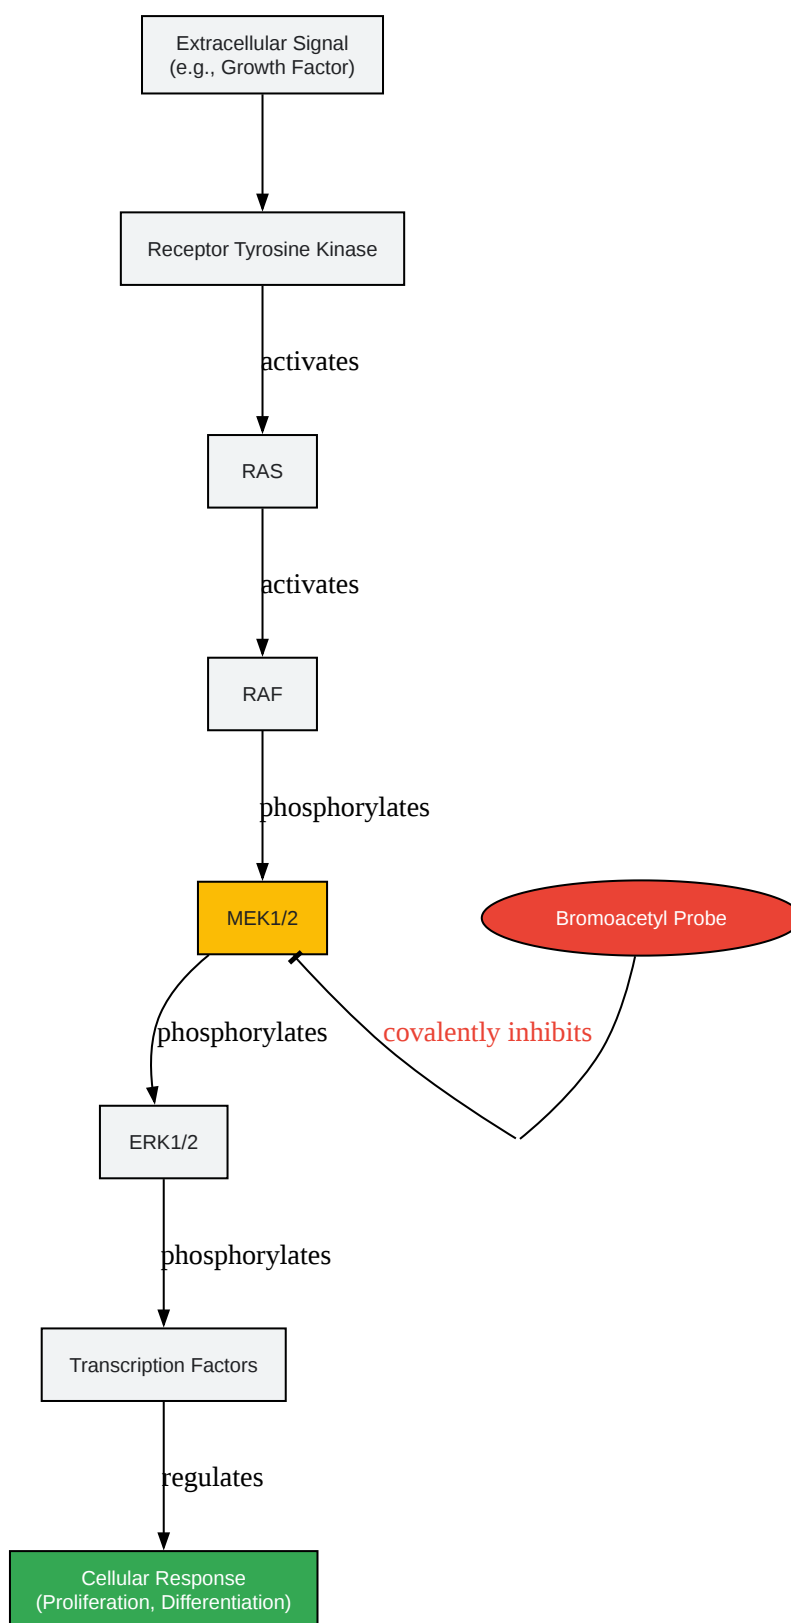 Extracellular Signal
(e.g., Growth Factor)
Receptor Tyrosine Kinase
activates
RAS
activates
RAF
phosphorylates
MEK1/2
Bromoacetyl Probe
phosphorylates
covalently inhibits
ERK1/2
phosphorylates
Transcription Factors
regulates
Cellular Response
(Proliferation, Differentiation)